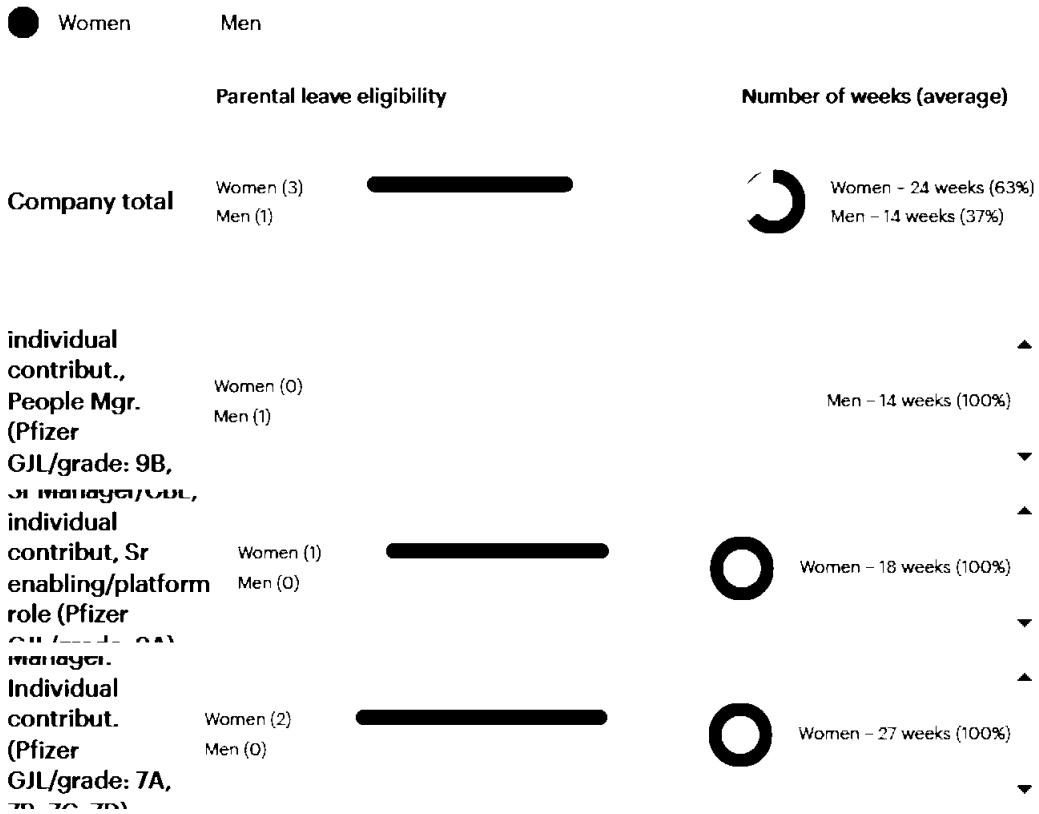 Women Men
Parental leave eligibility Number of weeks (average)
Company total
Women (3)
Men (1)
Women – 24 weeks (63%)
Men – 14 weeks (37%)
individual
contribut.,
People Mgr.
(Pfizer
GJL/grade: 9B,
Women (0)
Men (1)
Men – 14 weeks (100%)
individual
contribut, Sr
enabling/platform
role (Pfizer
Women (1)
Men (0)
Women – 18 weeks (100%)
Individual
contribut.
(Pfizer
GJL/grade: 7A,
Women (2)
Men (0)
Women – 27 weeks (100%)